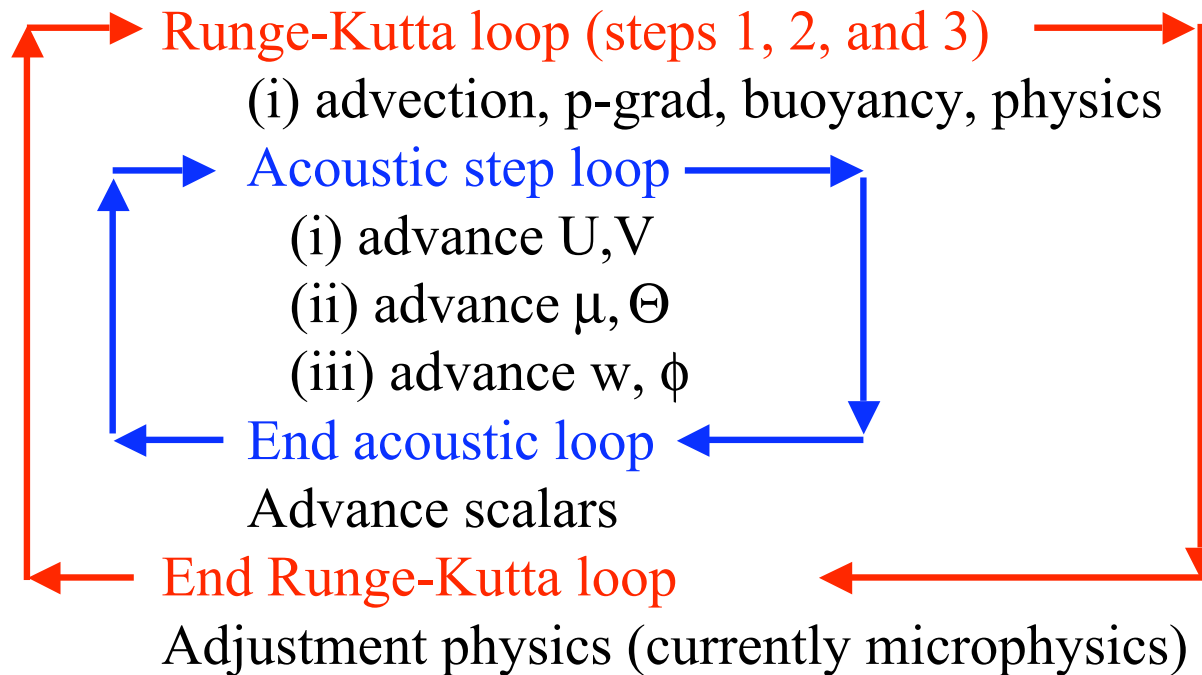 Runge-Kutta loop (steps 1, 2, and 3)
(i) advection, p-grad, buoyancy, physics
Acoustic step loop
(i) advance U,V
(ii) advance μ, Θ
(iii) advance w, ϕ
End acoustic loop
Advance scalars
End Runge-Kutta loop
Adjustment physics (currently microphysics)